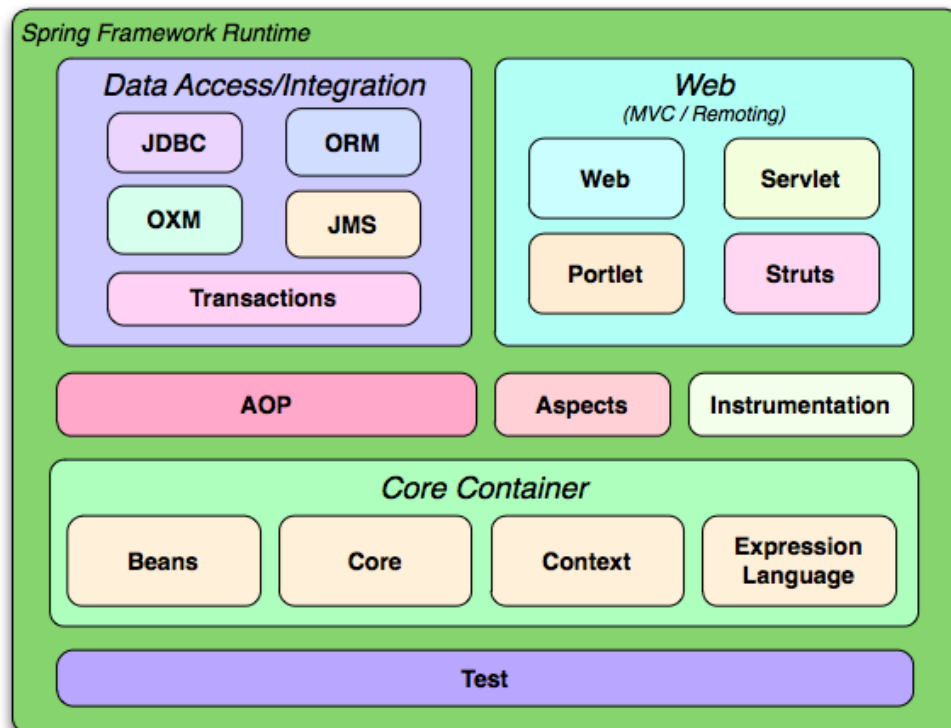 Spring Framework Runtime
Data Access/Integration
JDBC
ORM
OXM
JMS
Transactions
Web
(MVC / Remoting)
Web
Servlet
Portlet
Struts
AOP
Aspects
Instrumentation
Core Container
Beans
Core
Context
Expression
Language
Test